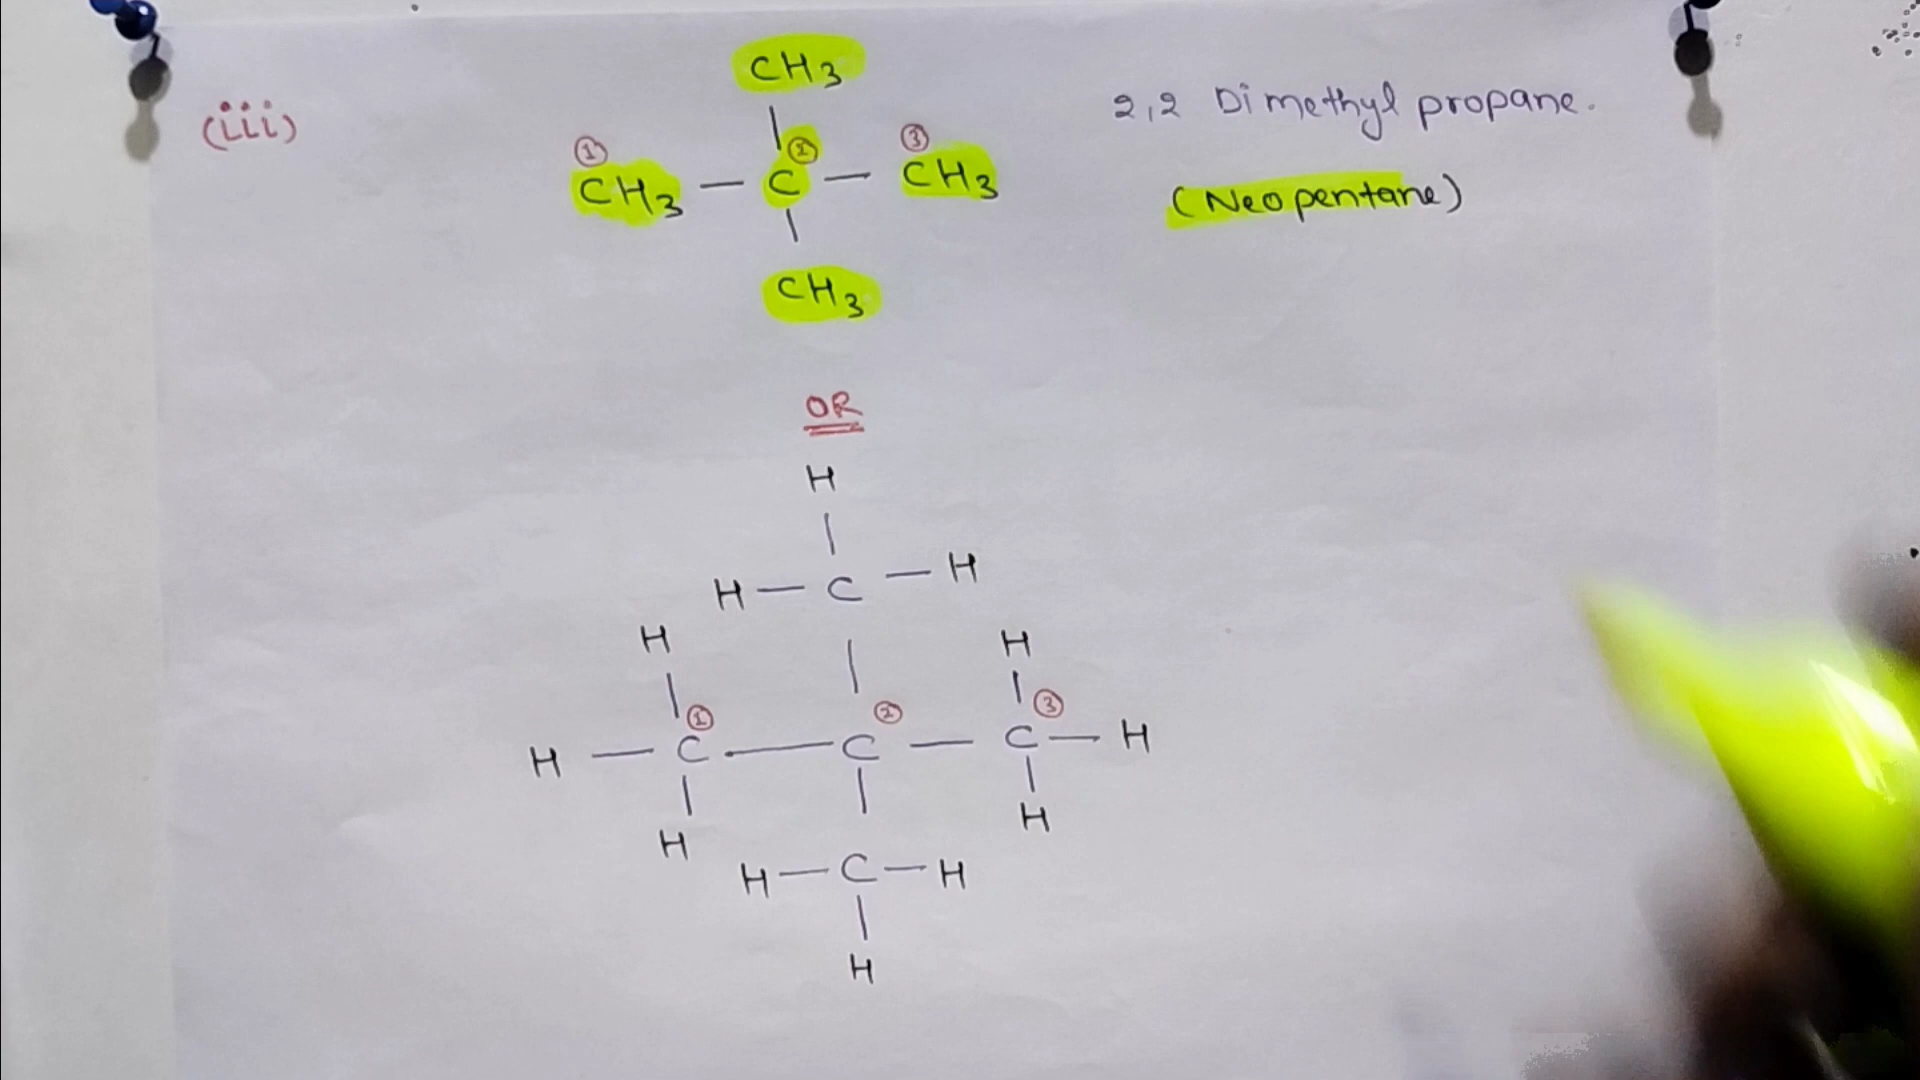 (iii)
CH3
2,2 Dimethyl propane.
① ② ③
CH3 — C — CH3
(Neopentane)
CH3
OR
H
H — C — H
H H
① ② ③
H — C — C — C — H
H H
H — C — H
H